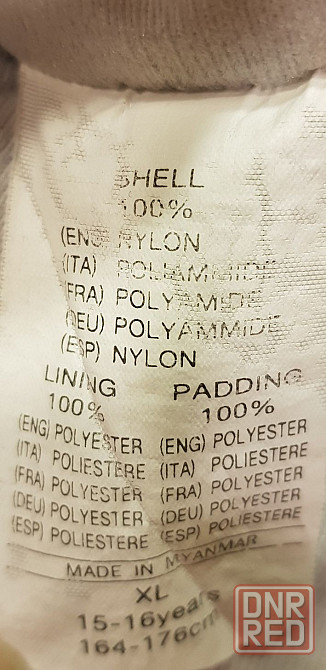 SHELL
100%
(ENG) NYLON
(ITA) POLIAMMIDE
(FRA) POLYAMIDE
(DEU) POLYAMMIDE
(ESP) NYLON
LINING PADDING
100% 100%
(ENG) POLYESTER (ENG) POLYESTER
(ITA) POLIESTERE (ITA) POLIESTERE
(FRA) POLYESTER (FRA) POLYESTER
(DEU) POLYESTER (DEU) POLYESTER
(ESP) POLIESTERE (ESP) POLIESTERE
MADE IN MYANMAR
XL
15-16years
164-176cm
DNR
RED